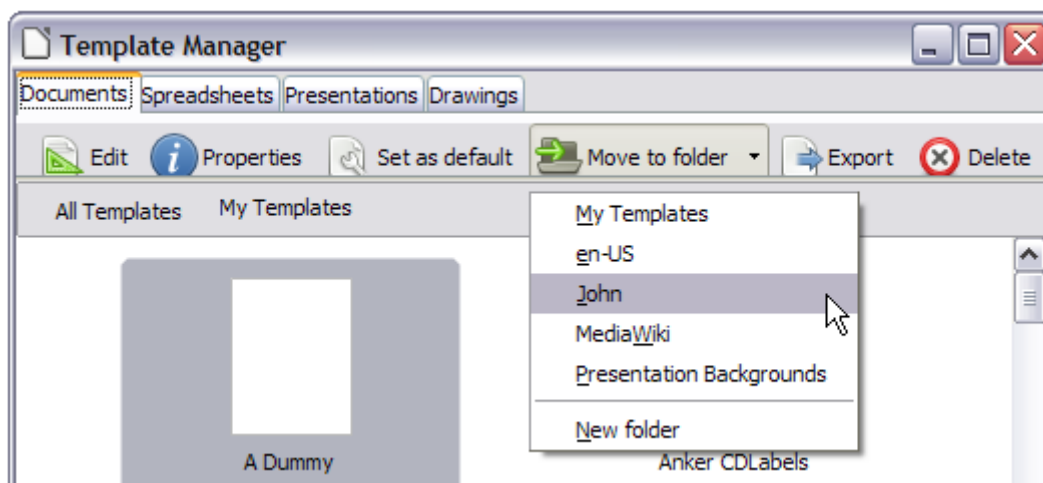 Template Manager
Documents Spreadsheets Presentations Drawings
Edit Properties Set as default Move to folder Export Delete
All Templates My Templates
My Templates
en-US
John
MediaWiki
Presentation Backgrounds
New folder
A Dummy Anker CDLabels